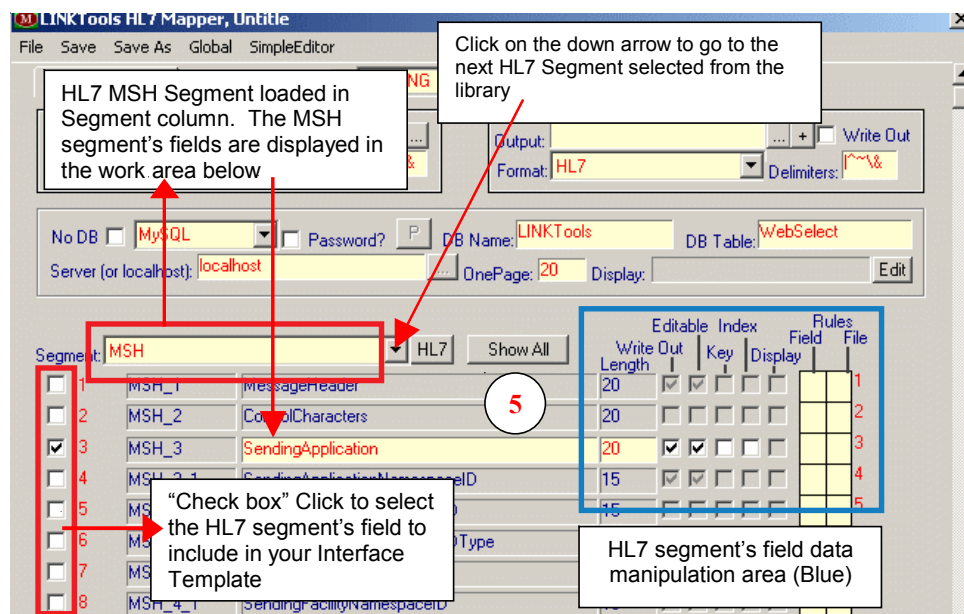 LINKTools HL7 Mapper, Untitle
File Save Save As Global SimpleEditor
NG
HL7 MSH Segment loaded in
Segment column. The MSH
segment's fields are displayed in
the work area below
Click on the down arrow to go to the
next HL7 Segment selected from the
library
... &
Output: ... + Write Out
Format: HL7 Delimiters: |^~\&
No DB MySQL Password? P DB Name: LINKTools DB Table: WebSelect
Server (or localhost): localhost ... OnePage: 20 Display: Edit
Segment: MSH HL7 Show All
Editable Index Rules
Write Out Key Display Field File
Length
1 MSH_1 MessageHeader 20 1
2 MSH_2 ControlCharacters 20 2
3 MSH_3 SendingApplication 20 3
4 MSH_3_1 SendingApplicationNamespaceID 15 4
5 15 5
6 DType
7 MS
8 MSH_4_1 SendingFacilityNamespaceID
5
"Check box" Click to select
the HL7 segment's field to
include in your Interface
Template
HL7 segment's field data
manipulation area (Blue)